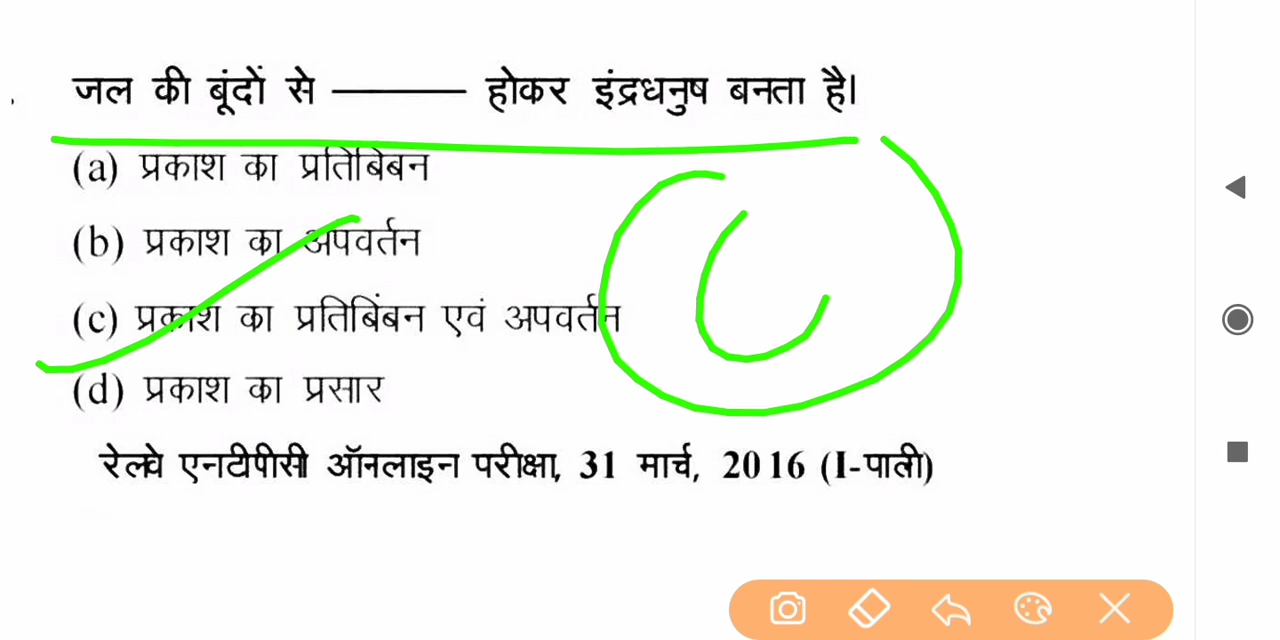 जल की बूंदों से ——— होकर इंद्रधनुष बनता है।
(a) प्रकाश का प्रतिबिंबन
(b) प्रकाश का अपवर्तन
(c) प्रकाश का प्रतिबिंबन एवं अपवर्तन
(d) प्रकाश का प्रसार
रेलवे एनटीपीसी ऑनलाइन परीक्षा, 31 मार्च, 2016 (I-पाली)